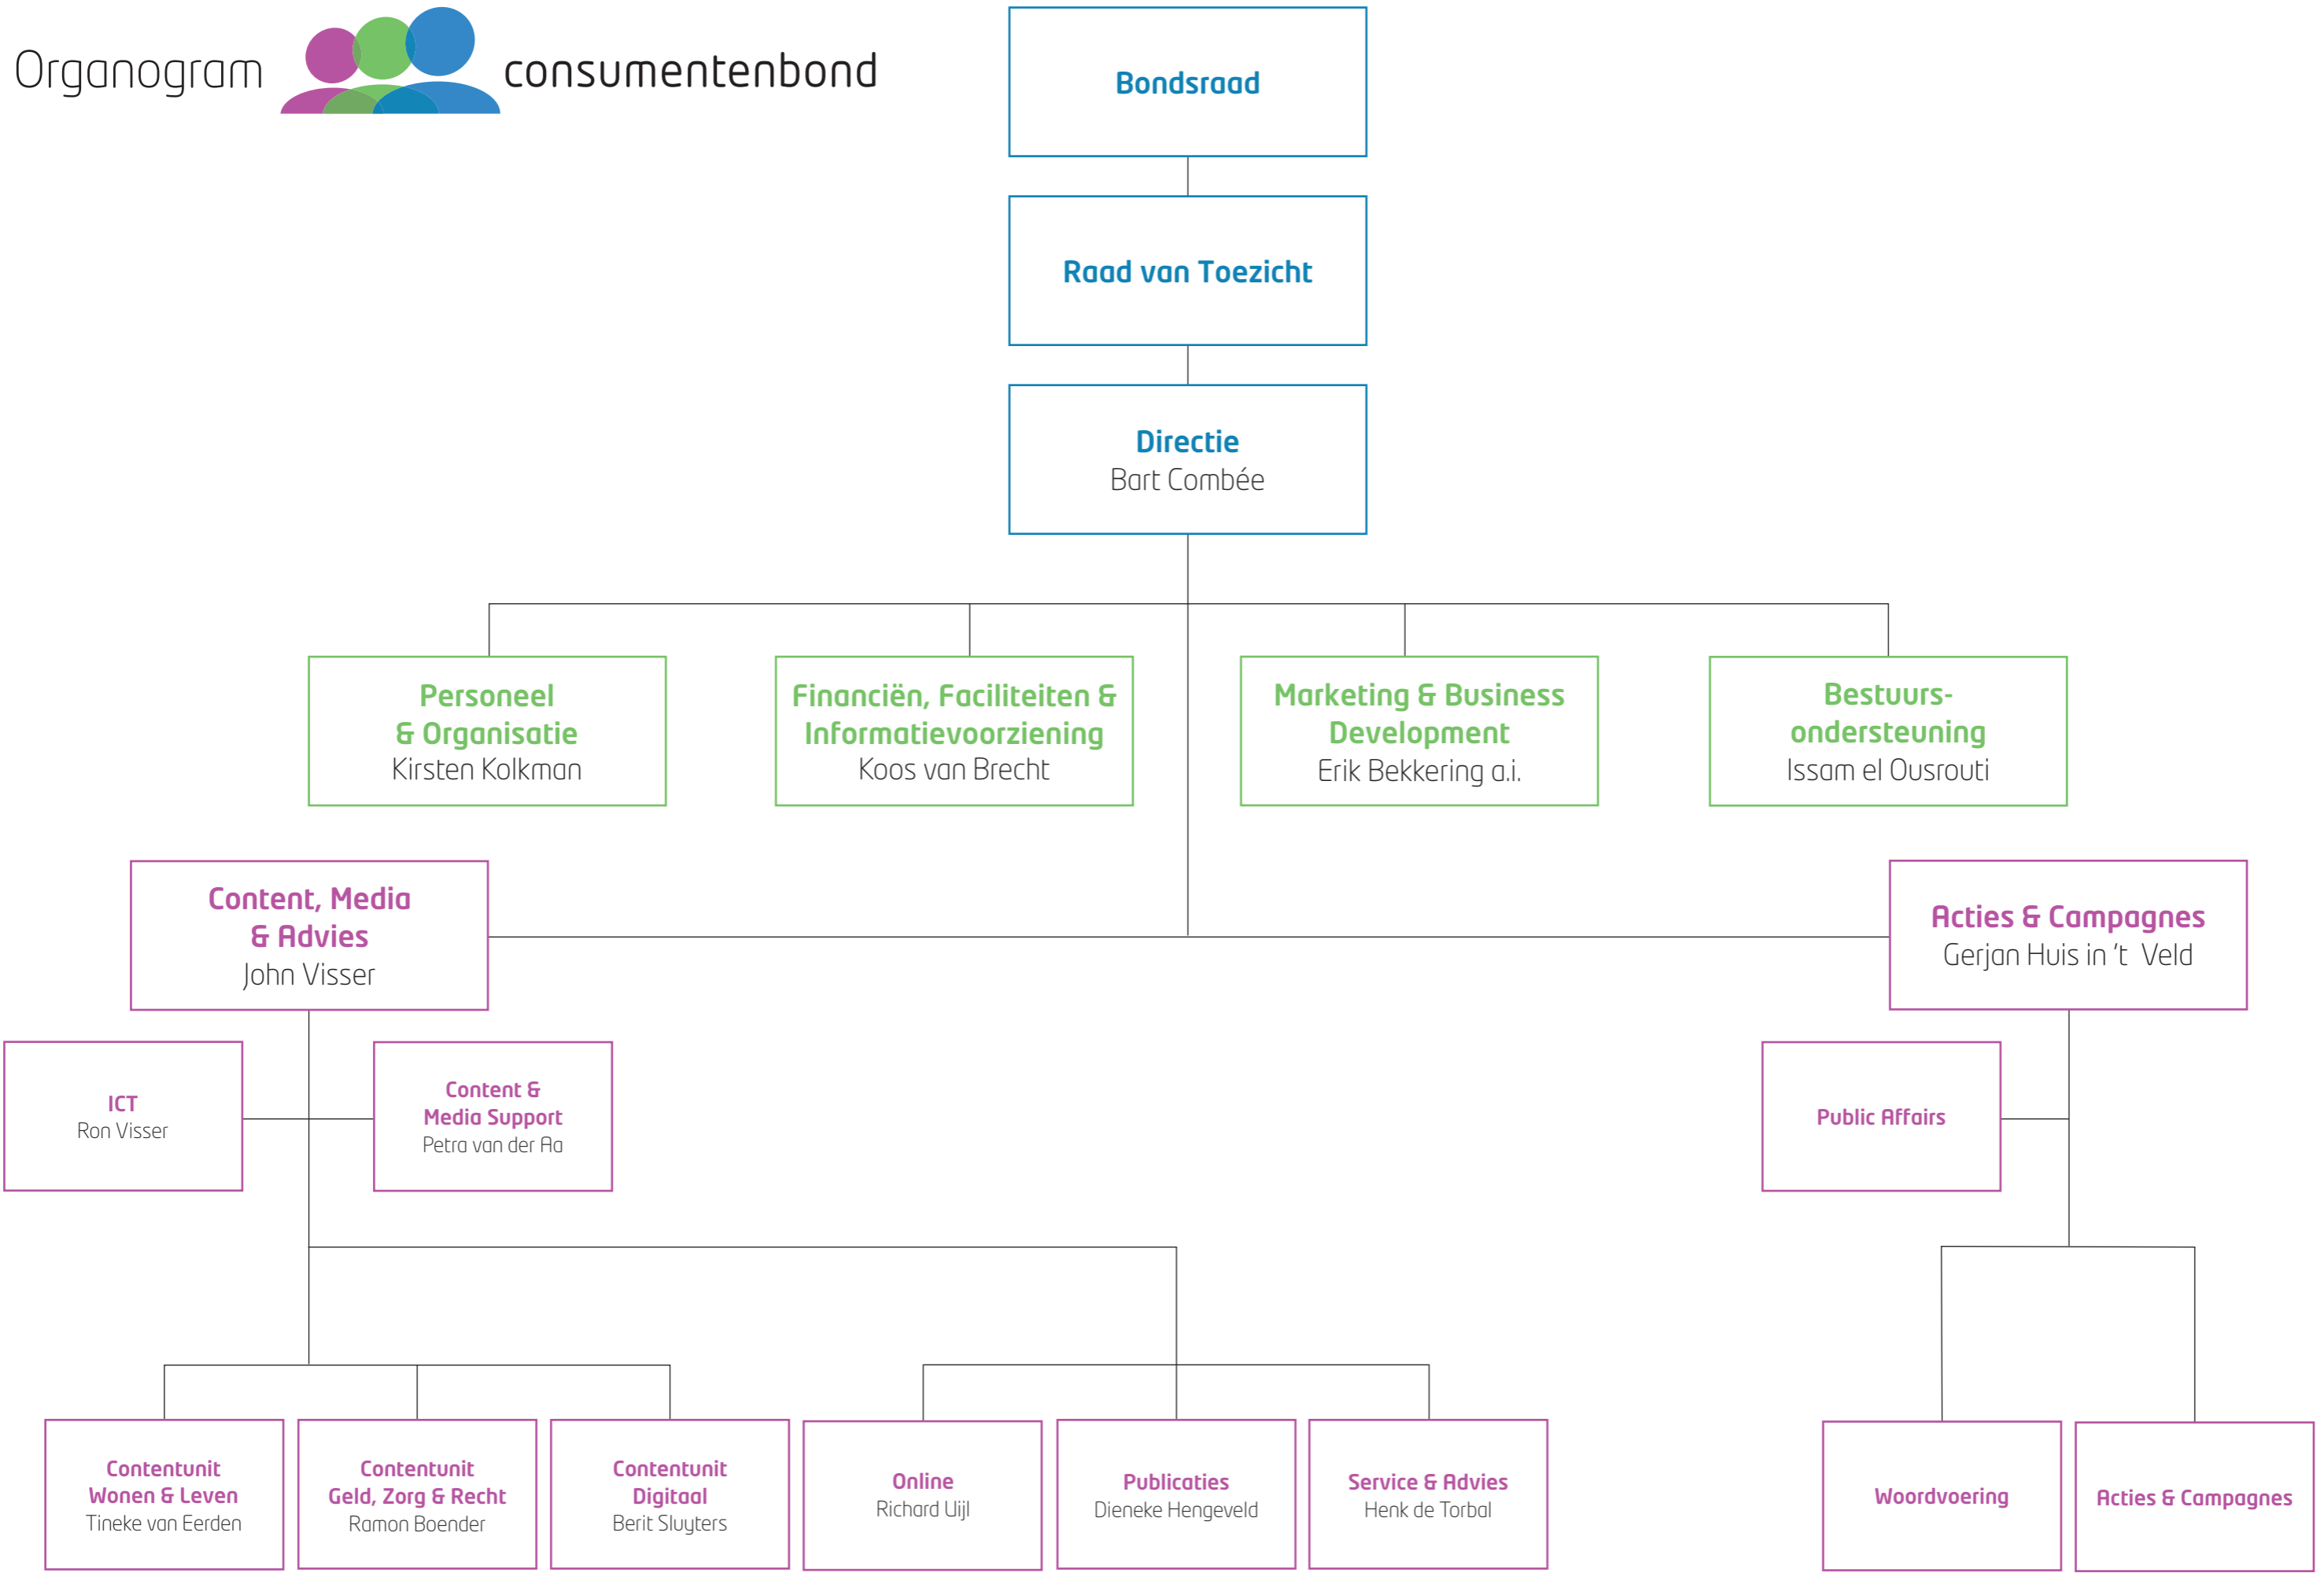 Organogram
consumentenbond
Bondsraad
Raad van Toezicht
Directie
Bart Combée
Personeel
& Organisatie
Kirsten Kolkman
Financiën, Faciliteiten &
Informatievoorziening
Koos van Brecht
Marketing & Business
Development
Erik Bekkering a.i.
Bestuurs-
ondersteuning
Issam el Ousrouti
Content, Media
& Advies
John Visser
Acties & Campagnes
Gerjan Huis in ’t Veld
ICT
Ron Visser
Content &
Media Support
Petra van der Aa
Public Affairs
Contentunit
Wonen & Leven
Tineke van Eerden
Contentunit
Geld, Zorg & Recht
Ramon Boender
Contentunit
Digitaal
Berit Sluyters
Online
Richard Uijl
Publicaties
Dieneke Hengeveld
Service & Advies
Henk de Torbal
Woordvoering
Acties & Campagnes